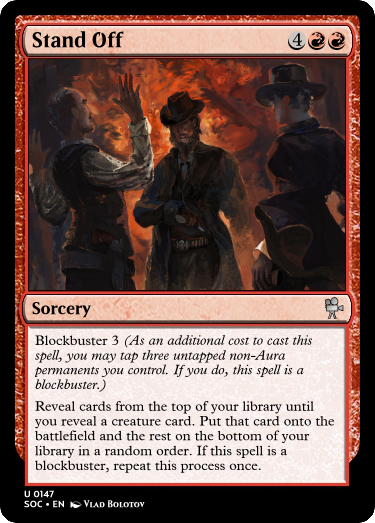 Stand Off 4
Sorcery
Blockbuster 3 (As an additional cost to cast this
spell, you may tap three untapped non-Aura
permanents you control. If you do, this spell is a
blockbuster.)
Reveal cards from the top of your library until
you reveal a creature card. Put that card onto the
battlefield and the rest on the bottom of your
library in a random order. If this spell is a
blockbuster, repeat this process once.
U 0147
SOC • EN Vlad Bolotov